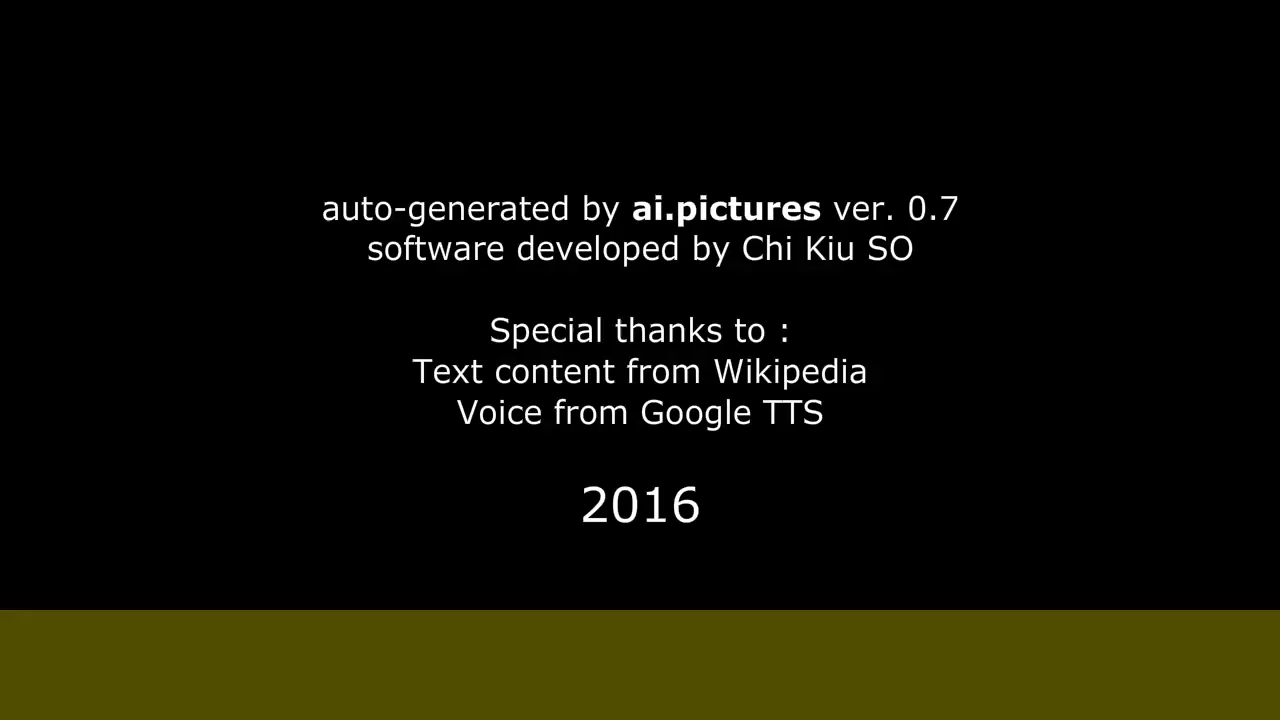 auto-generated by ai.pictures ver. 0.7
software developed by Chi Kiu SO
Special thanks to :
Text content from Wikipedia
Voice from Google TTS
2016